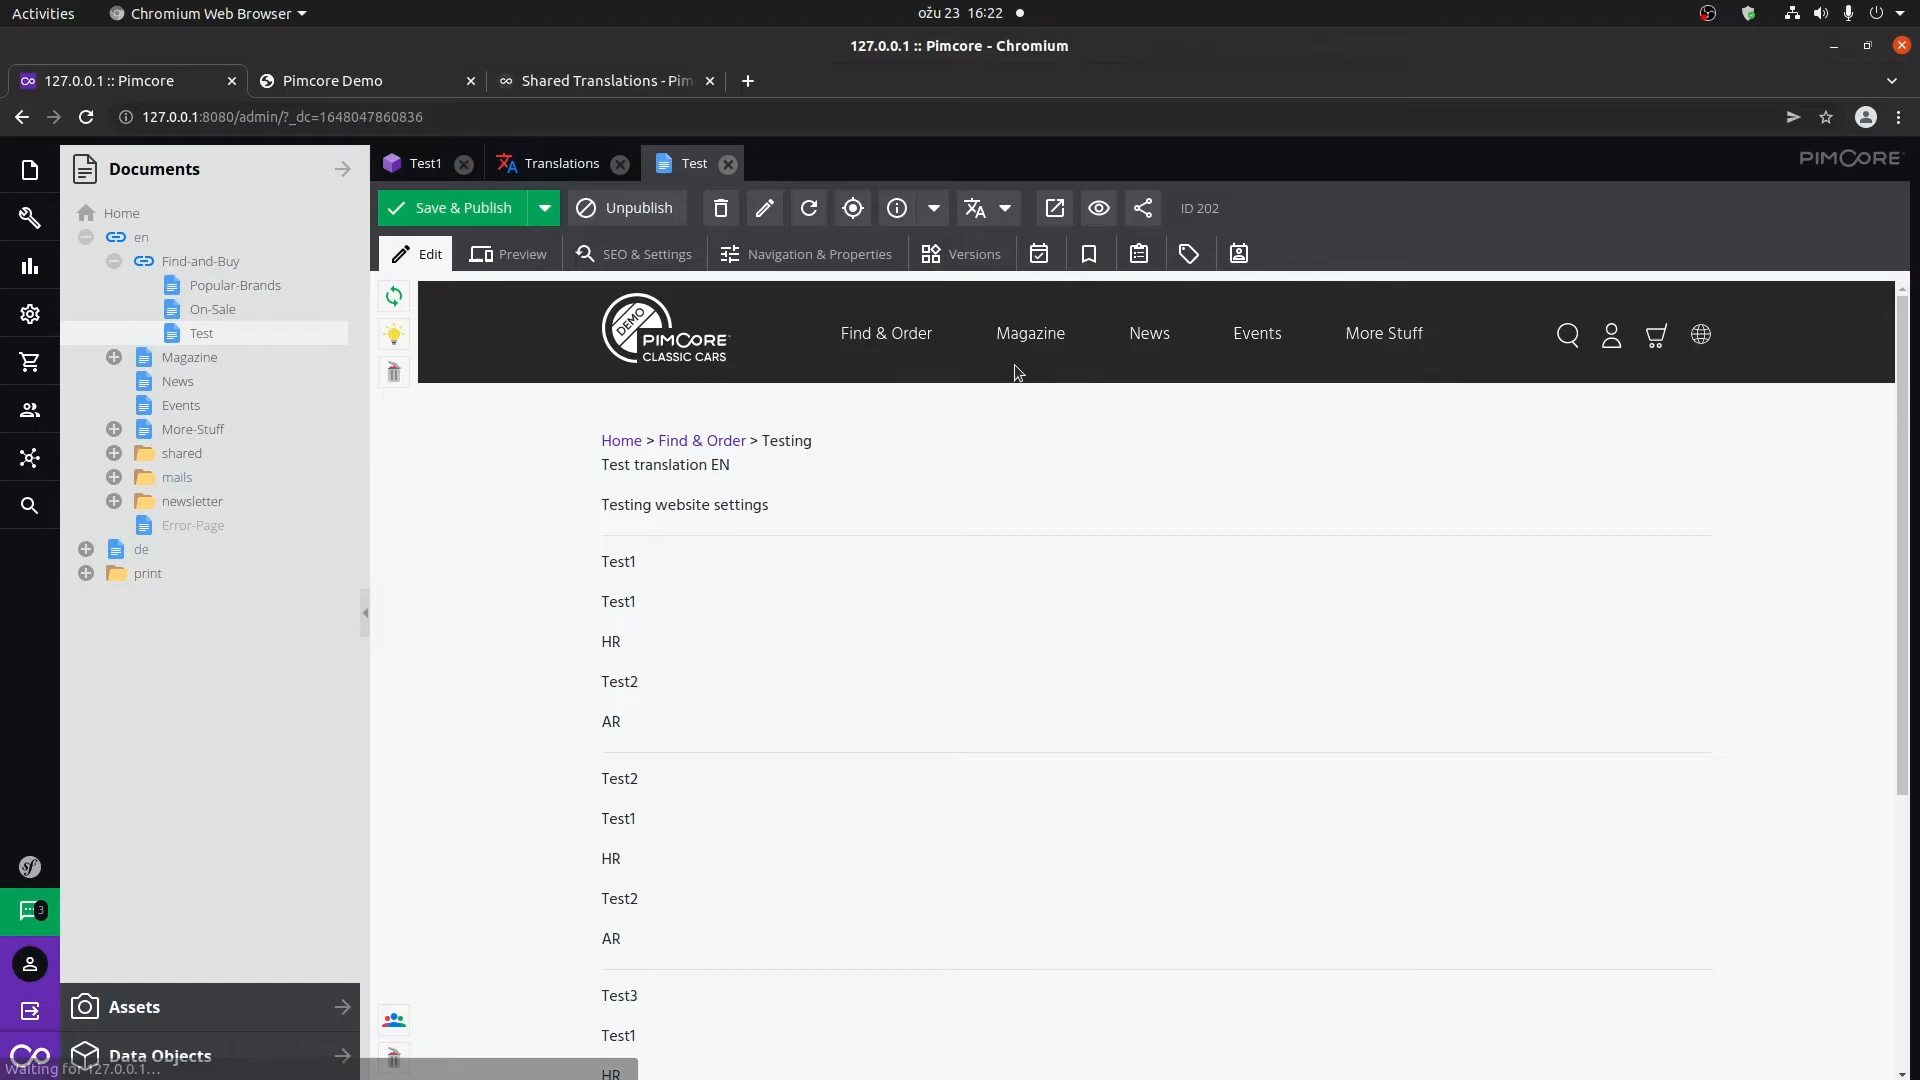 Activities
Chromium Web Browser
ožu 23 16:22
127.0.0.1 :: Pimcore - Chromium
127.0.0.1 :: Pimcore
Pimcore Demo
Shared Translations - Pim
127.0.0.1:8080/admin/?_dc=1648047860836
Documents
Test1
Translations
Test
PIMCORE
Save & Publish
Unpublish
ID 202
Edit
Preview
SEO & Settings
Navigation & Properties
Versions
Home
en
Find-and-Buy
Popular-Brands
On-Sale
Test
Magazine
News
Events
More-Stuff
shared
mails
newsletter
Error-Page
de
print
DEMO
PIMCORE
CLASSIC CARS
Find & Order
Magazine
News
Events
More Stuff
Home > Find & Order > Testing
Test translation EN
Testing website settings
Test1
Test1
HR
Test2
AR
Test2
Test1
HR
Test2
AR
Test3
Test1
HR
sf
3
Assets
Data Objects
Waiting for 127.0.0.1...